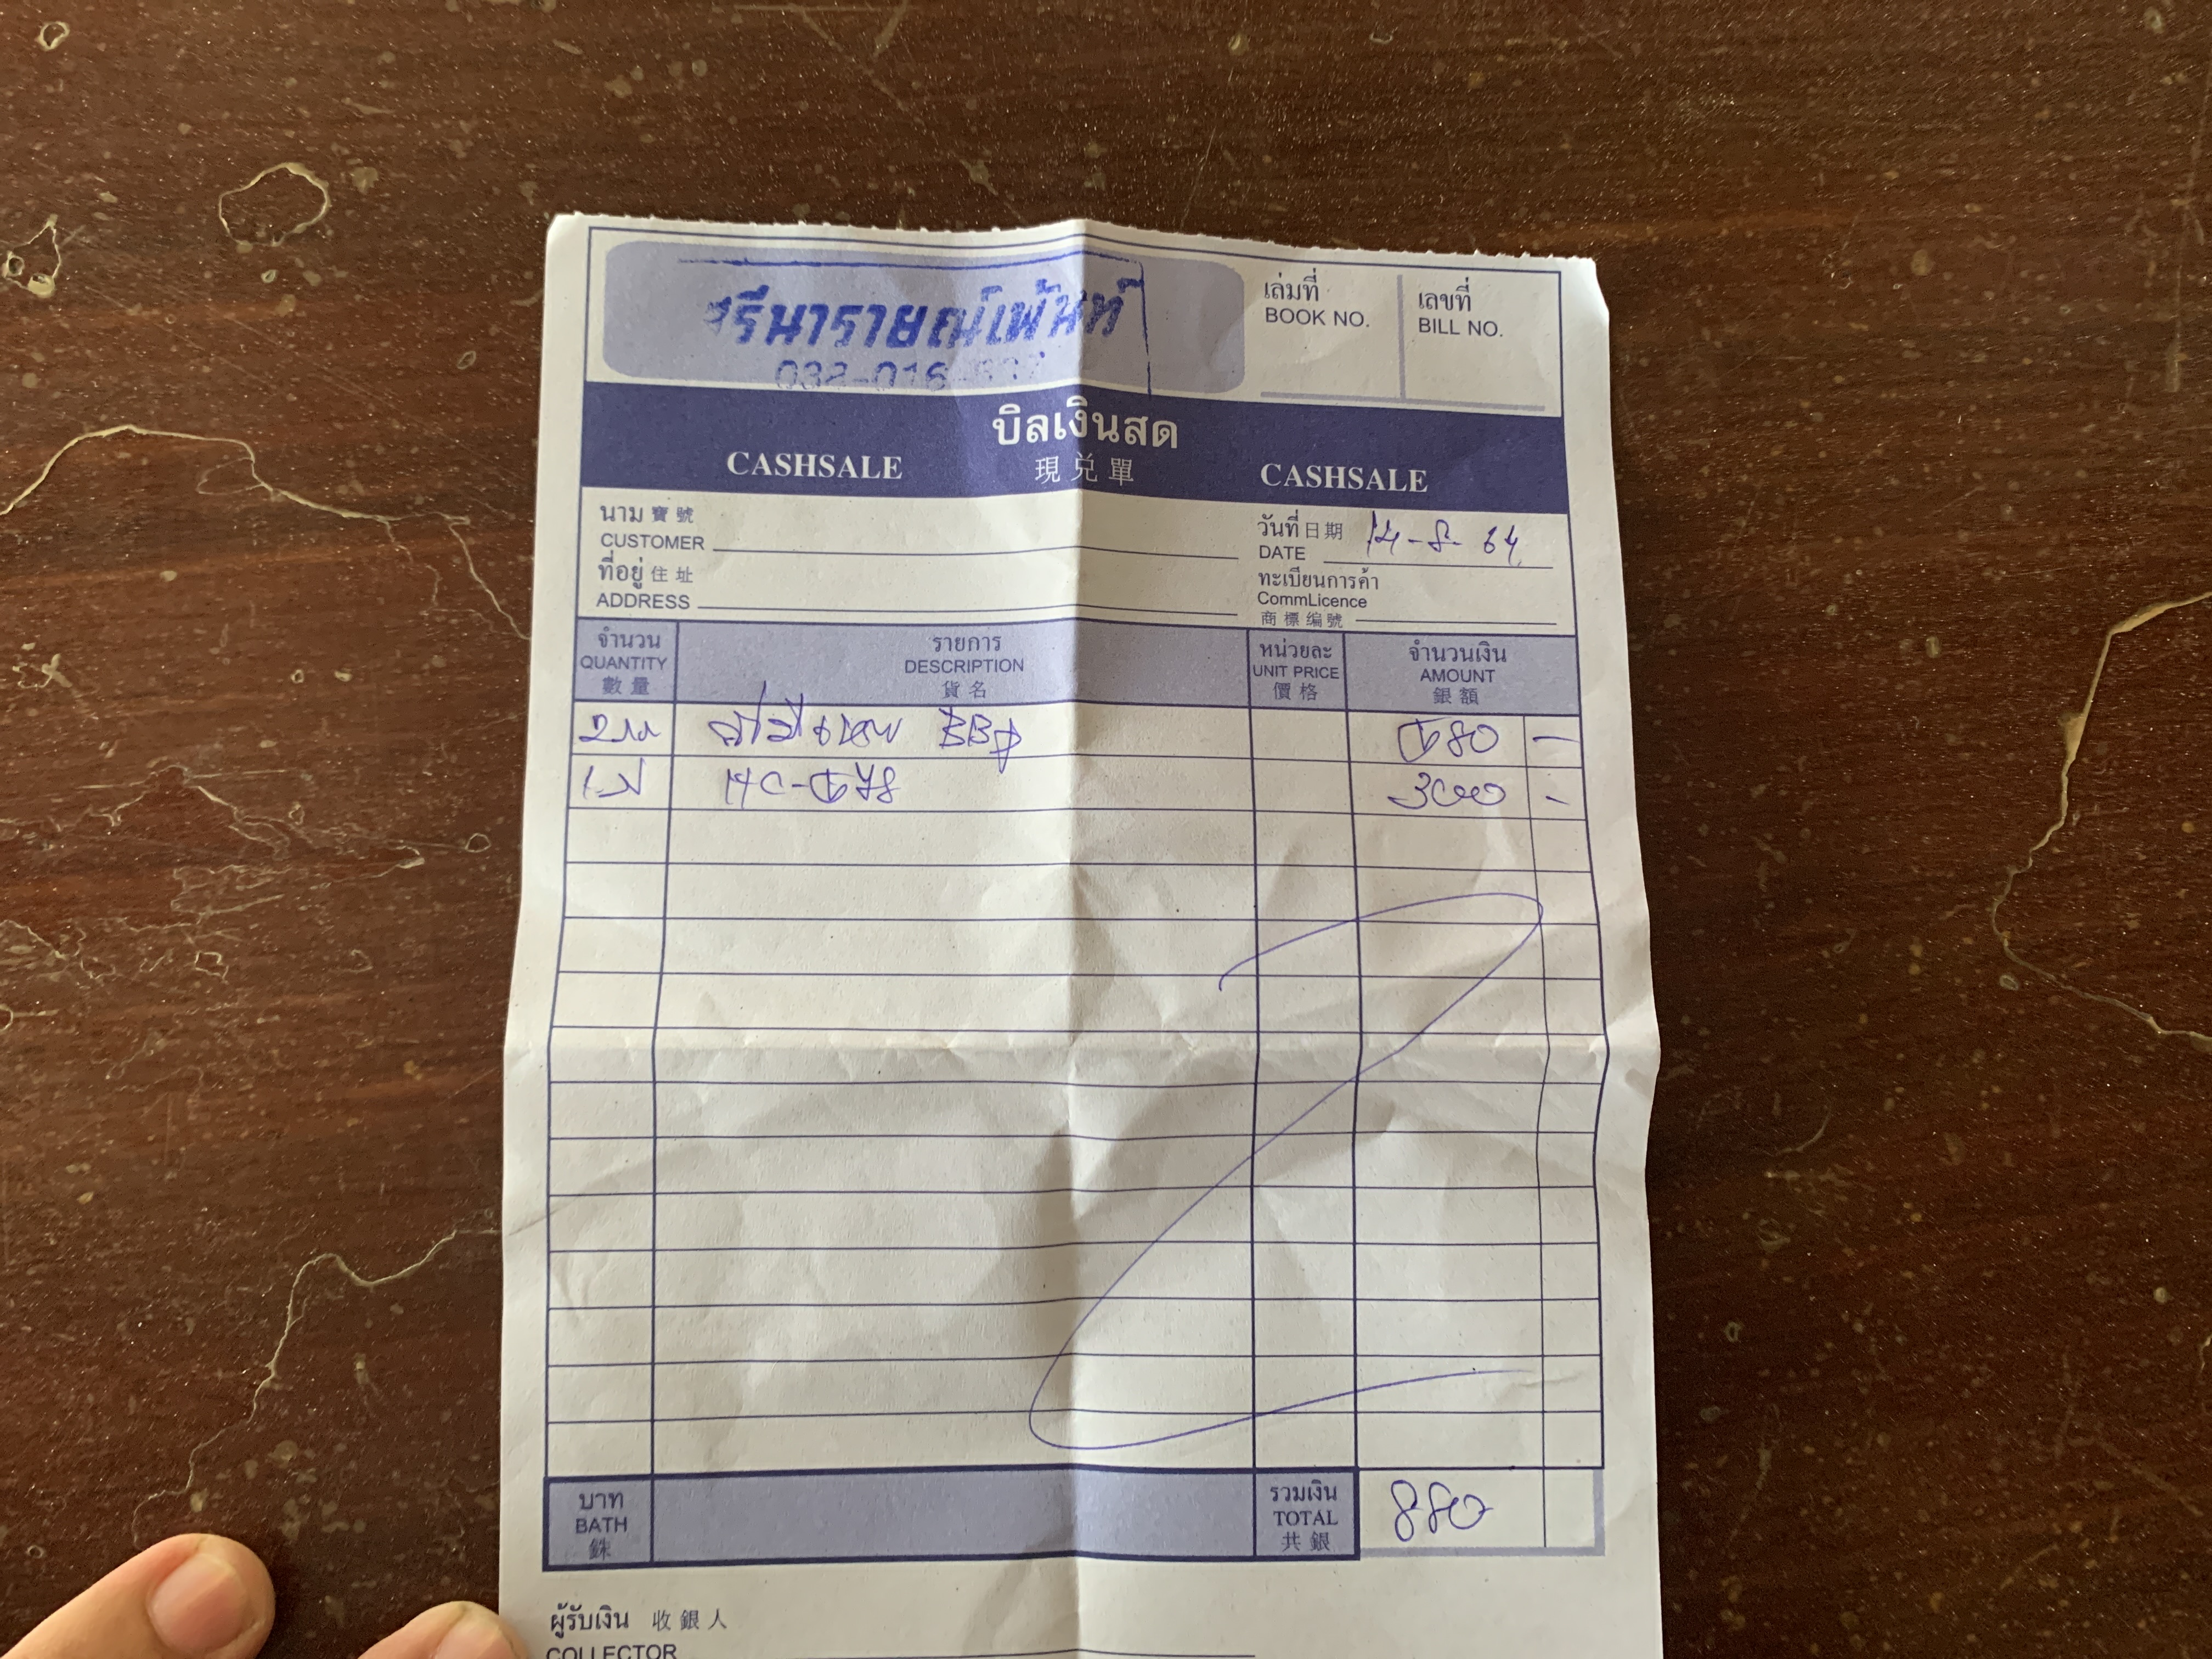 ศรีนารายณ์เพ้นท์
เล่มที่
BOOK NO.
เลขที่
BILL NO.
บิลเงินสด
CASHSALE 現兌單 CASHSALE
นาม 寶號
CUSTOMER
วันที่ 日期 14-8-64
DATE
ที่อยู่ 住址
ADDRESS
ทะเบียนการค้า
CommLicence
商標编號
จำนวน
QUANTITY
數量
รายการ
DESCRIPTION
貨名
หน่วยละ
UNIT PRICE
價格
จำนวนเงิน
AMOUNT
銀額
580 -
300 -
บาท
BATH
銖
รวมเงิน
TOTAL
共銀
880
ผู้รับเงิน 收銀人
COLLECTOR